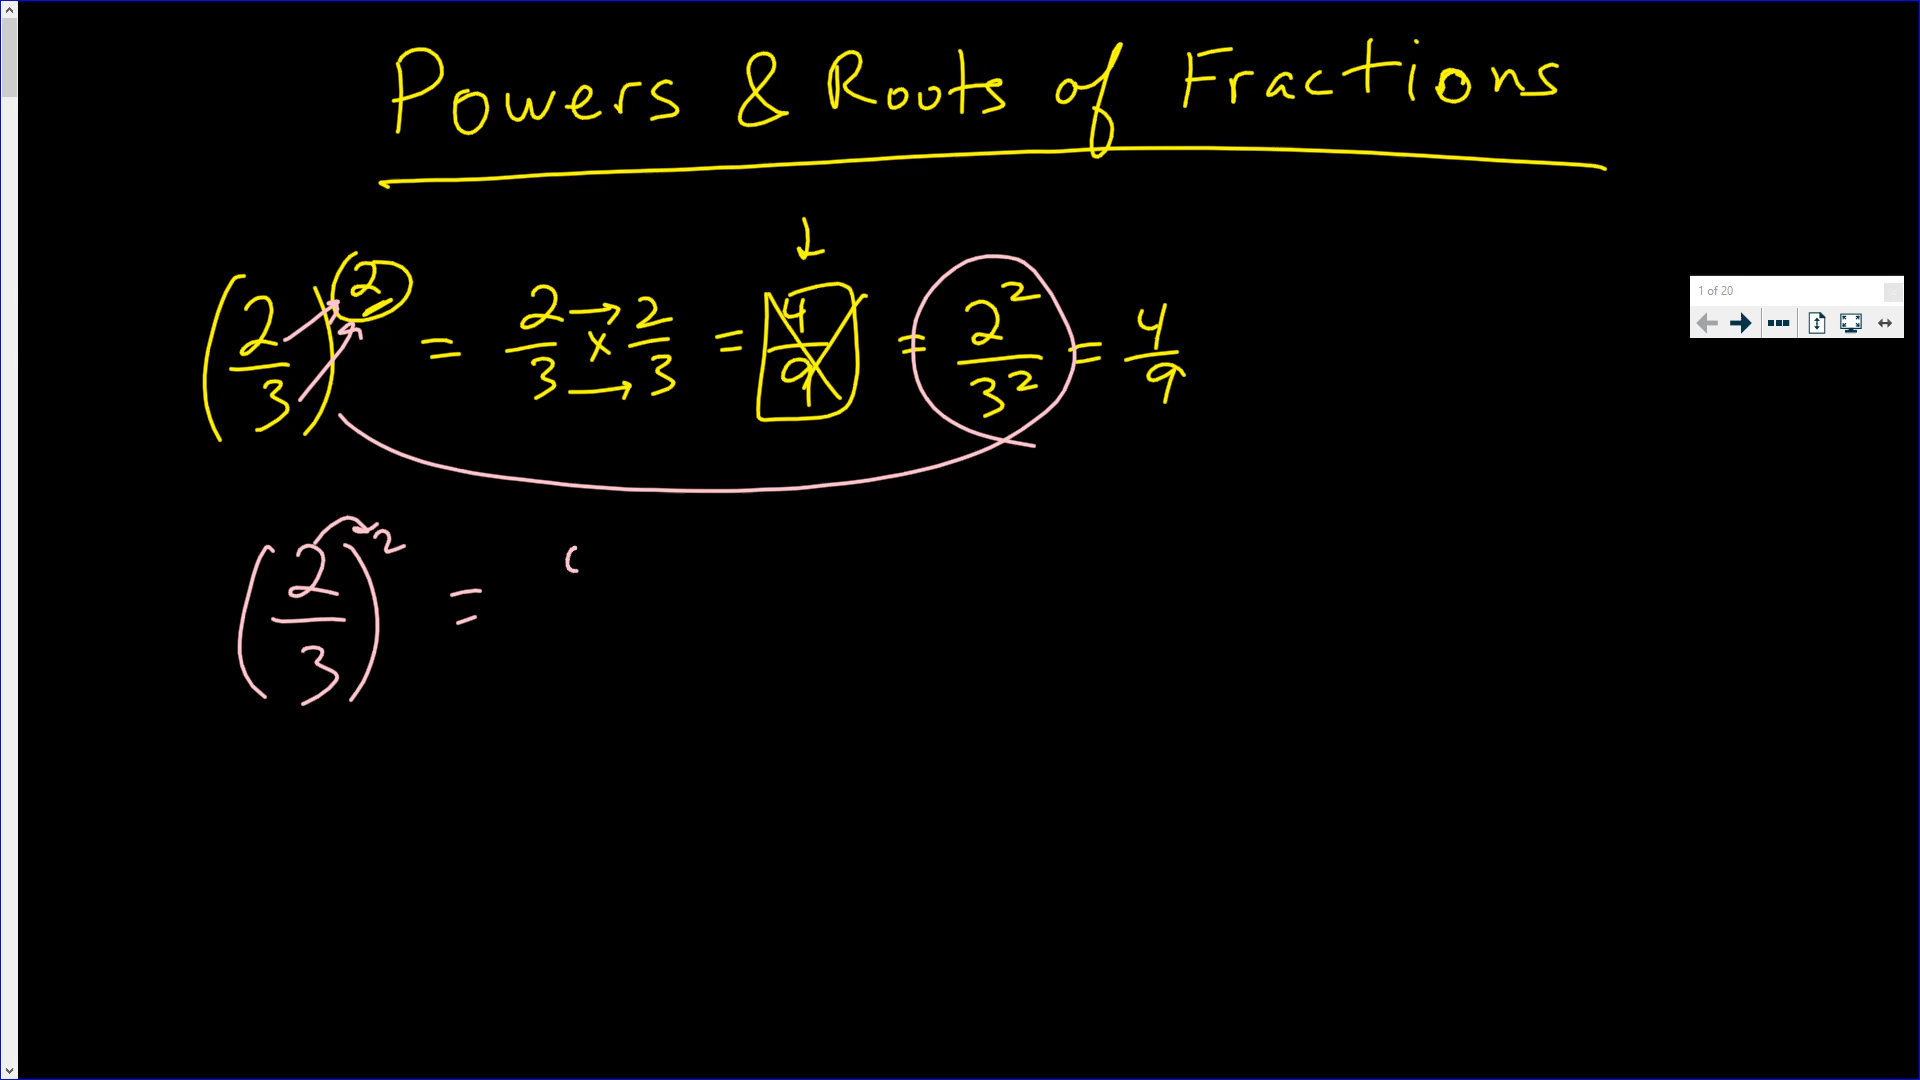 Powers & Roots of Fractions
(2/3)^2 = 2/3 × 2/3 = 4/9 = 2^2/3^2 = 4/9
(2/3)^2 = (
1 of 20